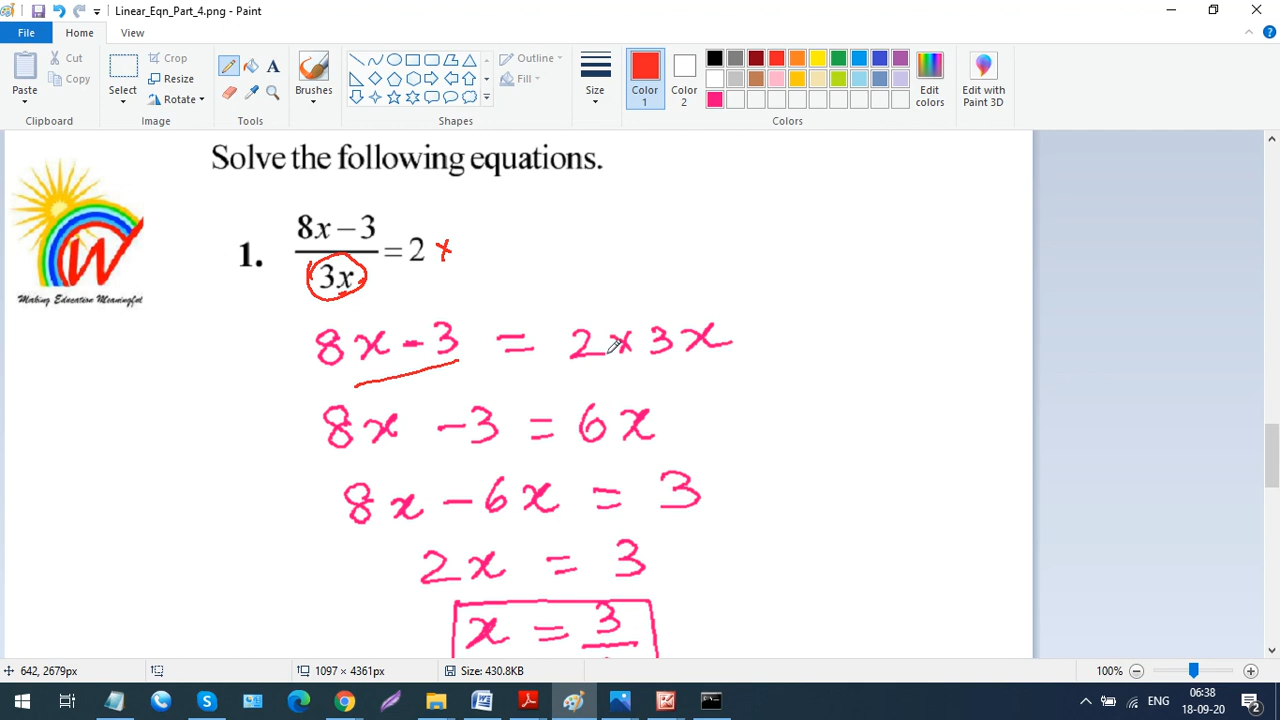 Linear_Eqn_Part_4.png - Paint
File Home View
Paste Cut Copy Clipboard
Select Crop Resize Rotate Image
Tools
Brushes
Outline Fill Shapes
Size
Color 1 Color 2 Edit colors Edit with Paint 3D Colors
Solve the following equations.
W
Making Education Meaningful
8x – 3
1. = 2 ×
3x
8x - 3 = 2 × 3x
8x - 3 = 6x
8x - 6x = 3
2x = 3
x = 3
642, 2679px 1097 × 4361px Size: 430.8KB 100%
ENG 06:38
18-09-20 2